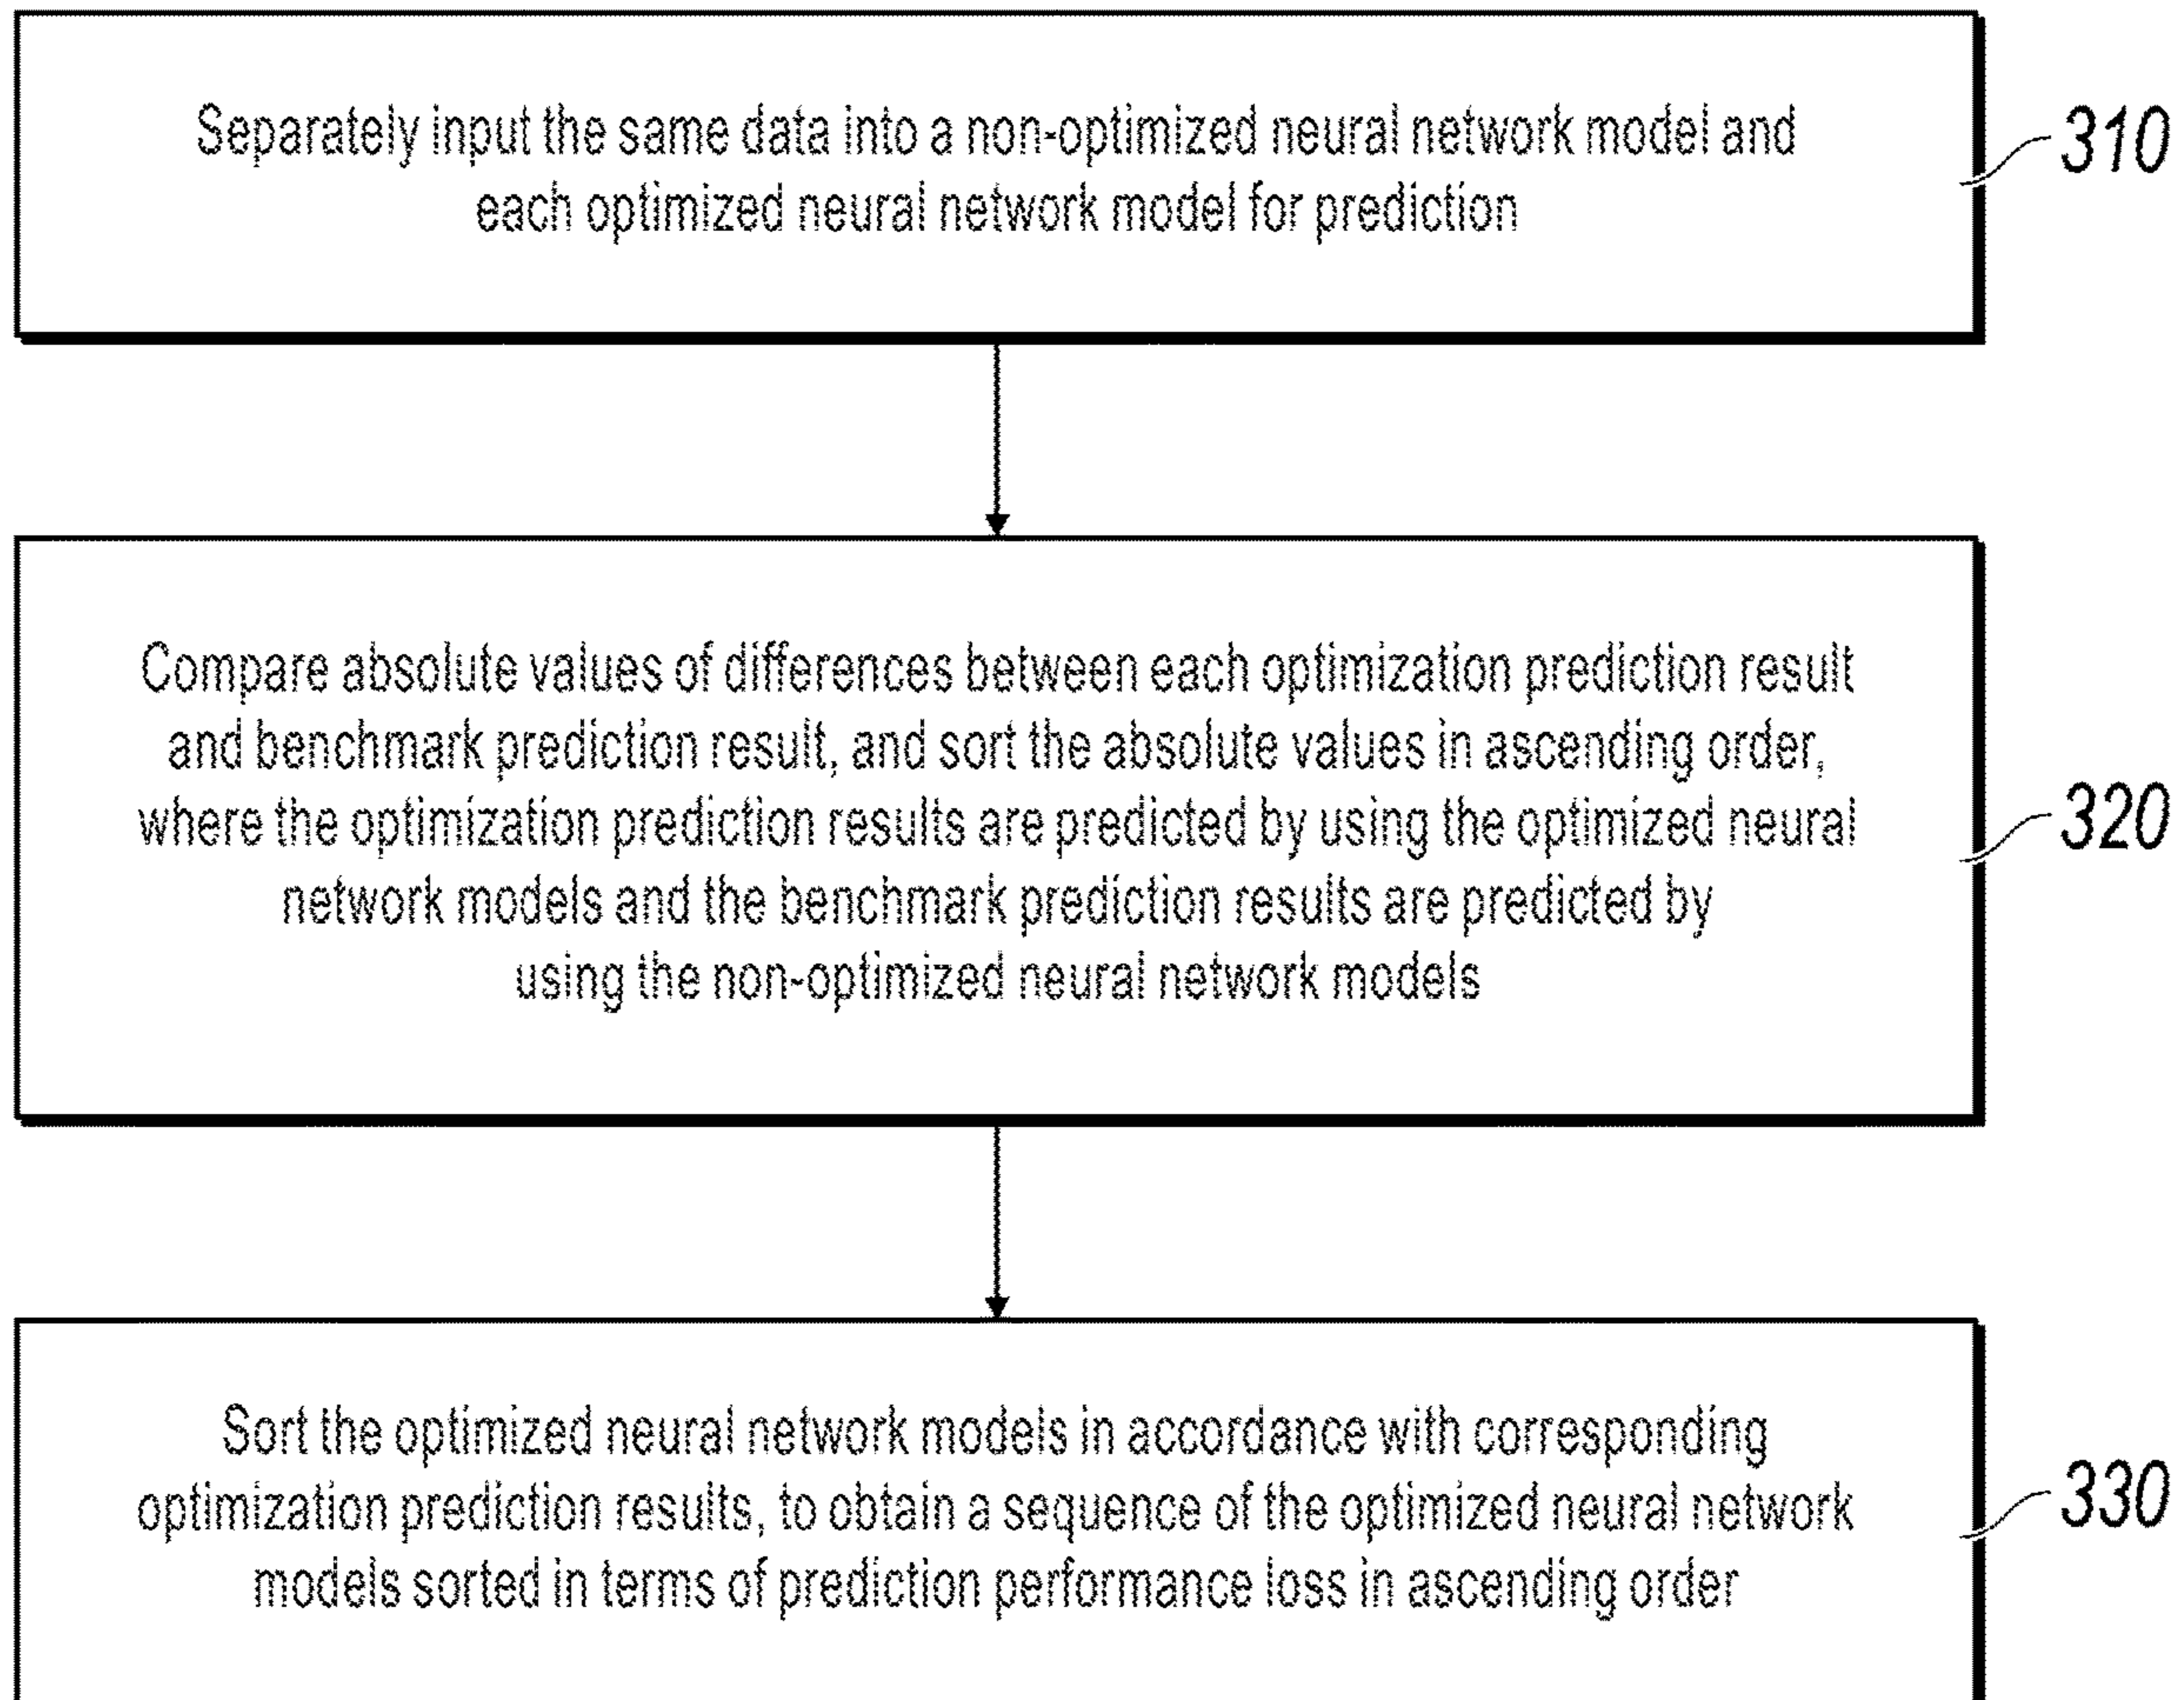 Separately input the same data into a non-optimized neural network model and
each optimized neural network model for prediction
310
Compare absolute values of differences between each optimization prediction result
and benchmark prediction result, and sort the absolute values in ascending order,
where the optimization prediction results are predicted by using the optimized neural
network models and the benchmark prediction results are predicted by
using the non-optimized neural network models
320
Sort the optimized neural network models in accordance with corresponding
optimization prediction results, to obtain a sequence of the optimized neural network
models sorted in terms of prediction performance loss in ascending order
330